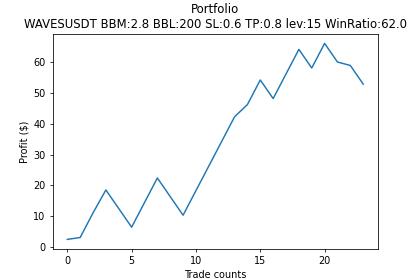 Portfolio
WAVESUSDT BBM:2.8 BBL:200 SL:0.6 TP:0.8 lev:15 WinRatio:62.0
60
50
40
30
20
10
0
Profit ($)
0 5 10 15 20
Trade counts